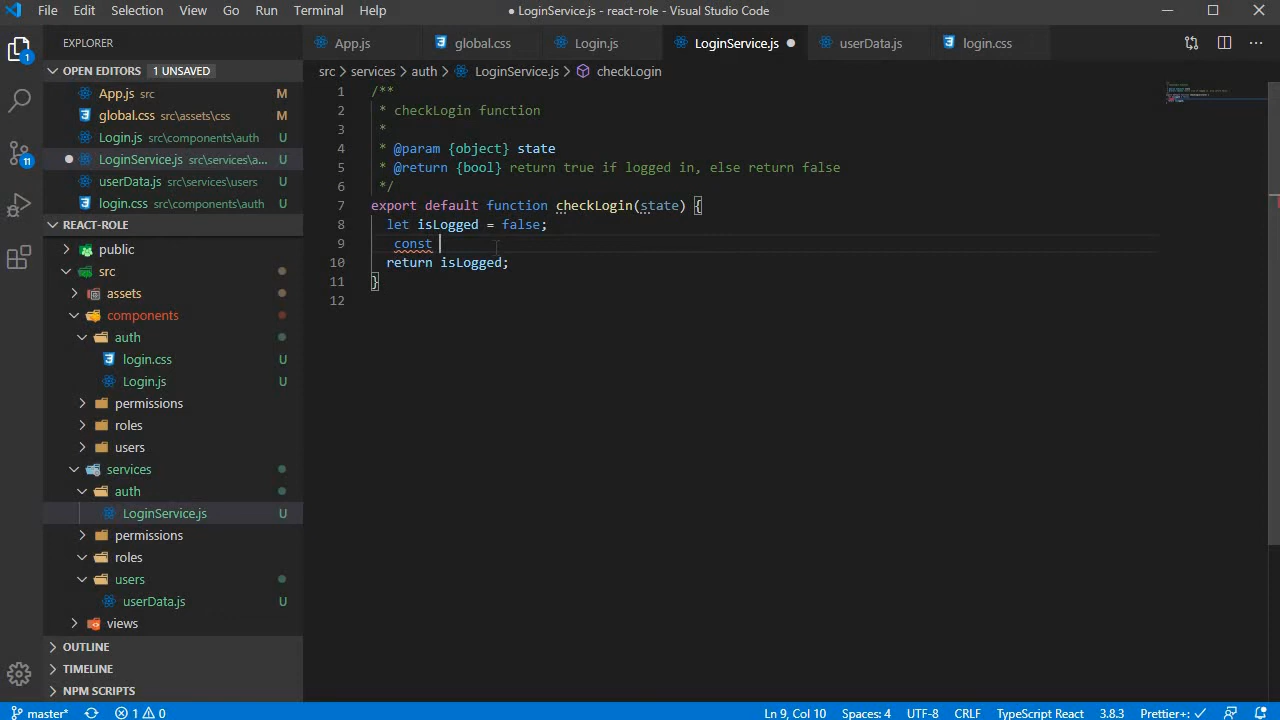 File Edit Selection View Go Run Terminal Help
● LoginService.js - react-role - Visual Studio Code
EXPLORER
OPEN EDITORS 1 UNSAVED
App.js src M
global.css src\assets\css M
Login.js src\components\auth U
LoginService.js src\services\a... U
userData.js src\services\users U
login.css src\components\auth U
REACT-ROLE
public
src
assets
components
auth
login.css U
Login.js U
permissions
roles
users
services
auth
LoginService.js U
permissions
roles
users
userData.js U
views
OUTLINE
TIMELINE
NPM SCRIPTS
App.js global.css Login.js LoginService.js userData.js login.css
src > services > auth > LoginService.js > checkLogin
1 /**
2 * checkLogin function
3 *
4 * @param {object} state
5 * @return {bool} return true if logged in, else return false
6 */
7 export default function checkLogin(state) {
8 let isLogged = false;
9 const
10 return isLogged;
11 }
12
1
11
master* 1 0 Ln 9, Col 10 Spaces: 4 UTF-8 CRLF TypeScript React 3.8.3 Prettier+: ✓